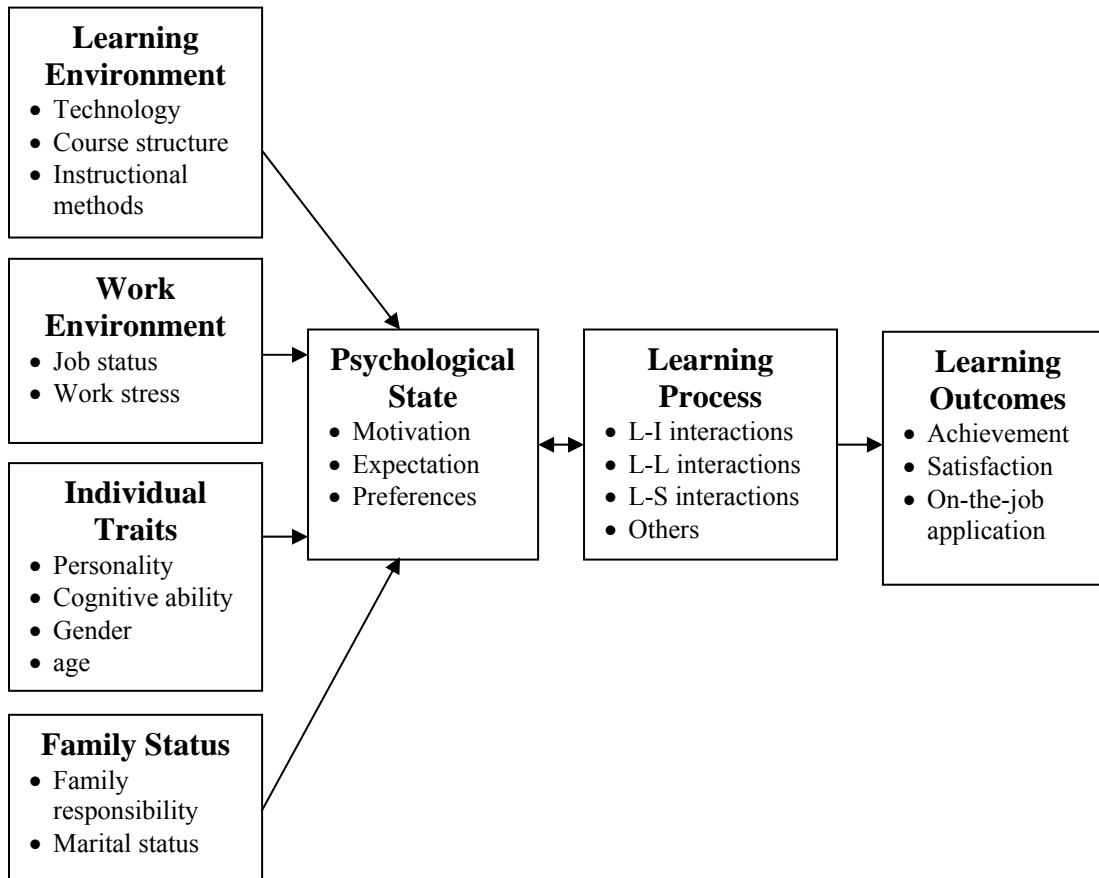 Learning
Environment
• Technology
• Course structure
• Instructional
methods
Work
Environment
• Job status
• Work stress
Individual
Traits
• Personality
• Cognitive ability
• Gender
• age
Family Status
• Family
responsibility
• Marital status
Psychological
State
• Motivation
• Expectation
• Preferences
Learning
Process
• L-I interactions
• L-L interactions
• L-S interactions
• Others
Learning
Outcomes
• Achievement
• Satisfaction
• On-the-job
application